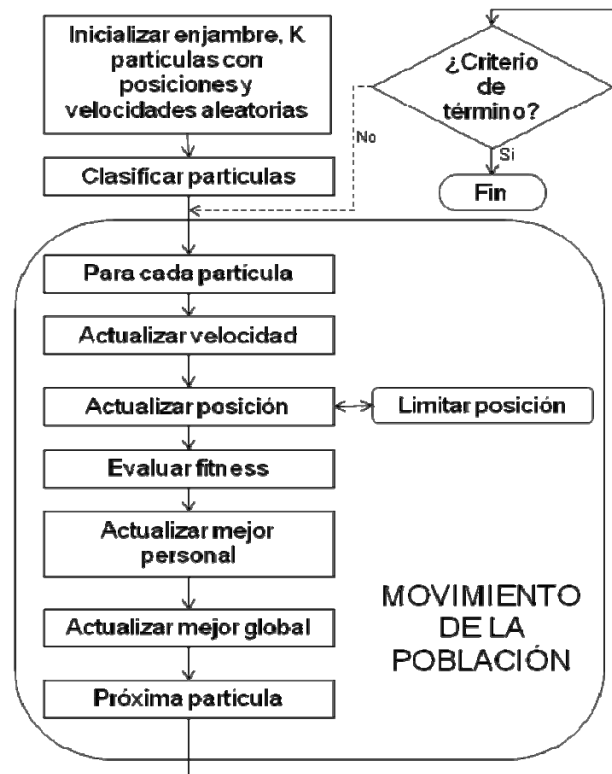 Inicializar enjambre, K
partículas con
posiciones y
velocidades aleatorias
¿Criterio
de
término?
No
Si
Clasificar partículas
Fin
Para cada partícula
Actualizar velocidad
Actualizar posición
Limitar posición
Evaluar fitness
Actualizar mejor
personal
Actualizar mejor global
Próxima partícula
MOVIMIENTO
DE LA
POBLACIÓN